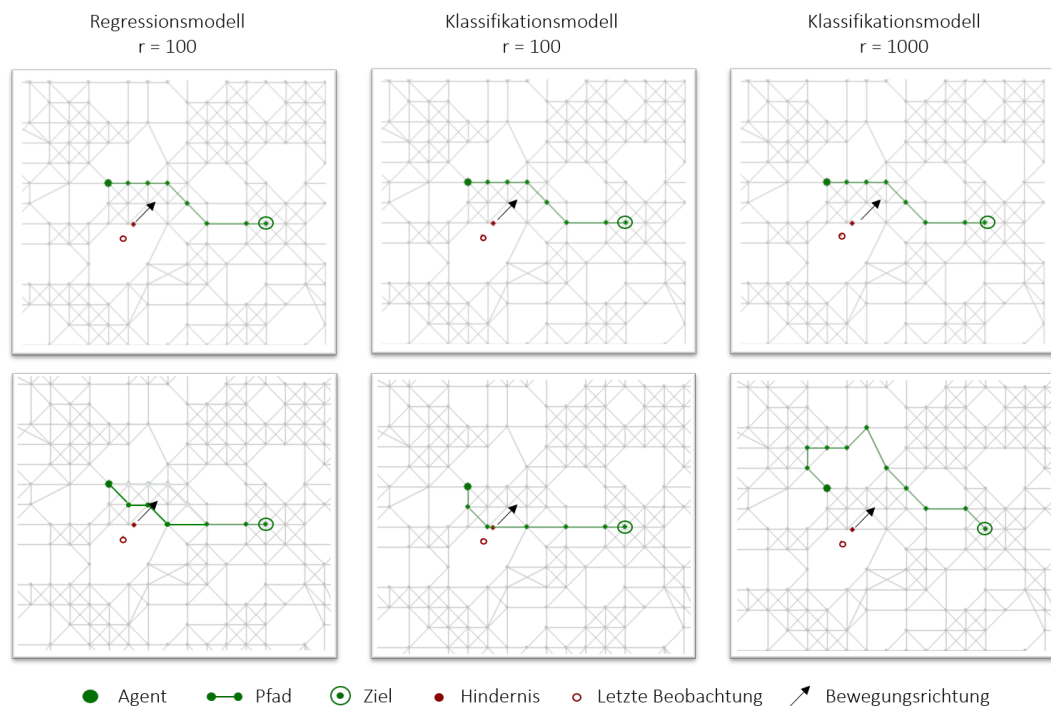 Regressionsmodell
r = 100
Klassifikationsmodell
r = 100
Klassifikationsmodell
r = 1000
Agent Pfad Ziel Hindernis Letzte Beobachtung Bewegungsrichtung